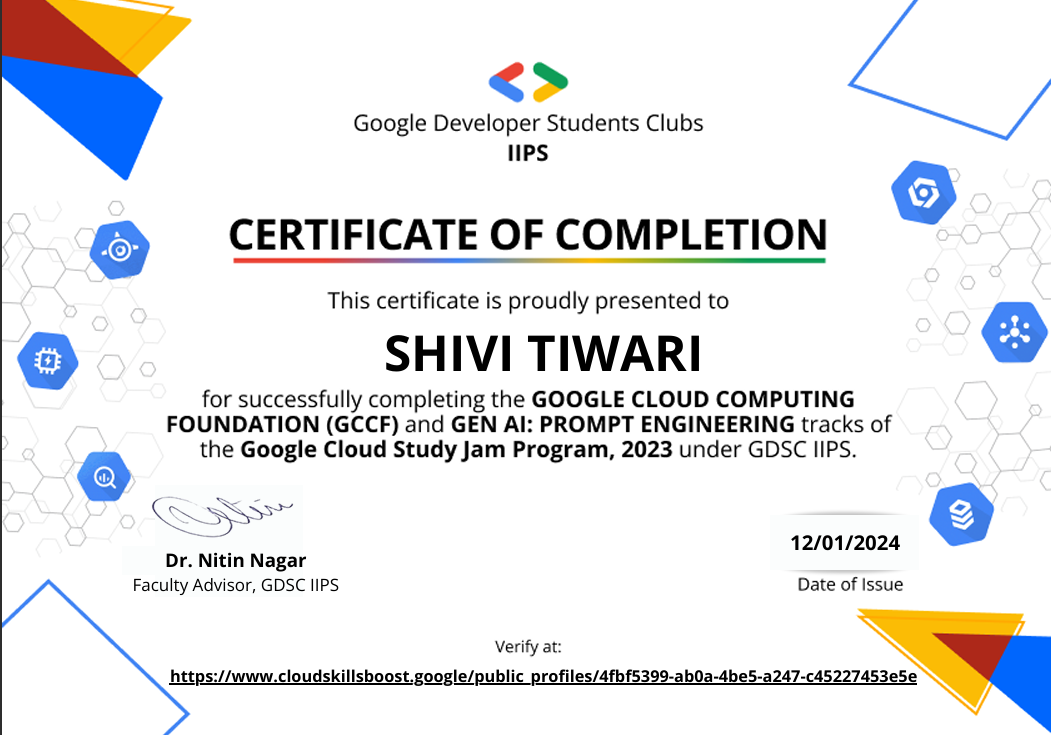 Google Developer Students Clubs
IIPS
CERTIFICATE OF COMPLETION
This certificate is proudly presented to
SHIVI TIWARI
for successfully completing the GOOGLE CLOUD COMPUTING
FOUNDATION (GCCF) and GEN AI: PROMPT ENGINEERING tracks of
the Google Cloud Study Jam Program, 2023 under GDSC IIPS.
Nitin
Dr. Nitin Nagar
Faculty Advisor, GDSC IIPS
12/01/2024
Date of Issue
Verify at:
https://www.cloudskillsboost.google/public_profiles/4fbf5399-ab0a-4be5-a247-c45227453e5e